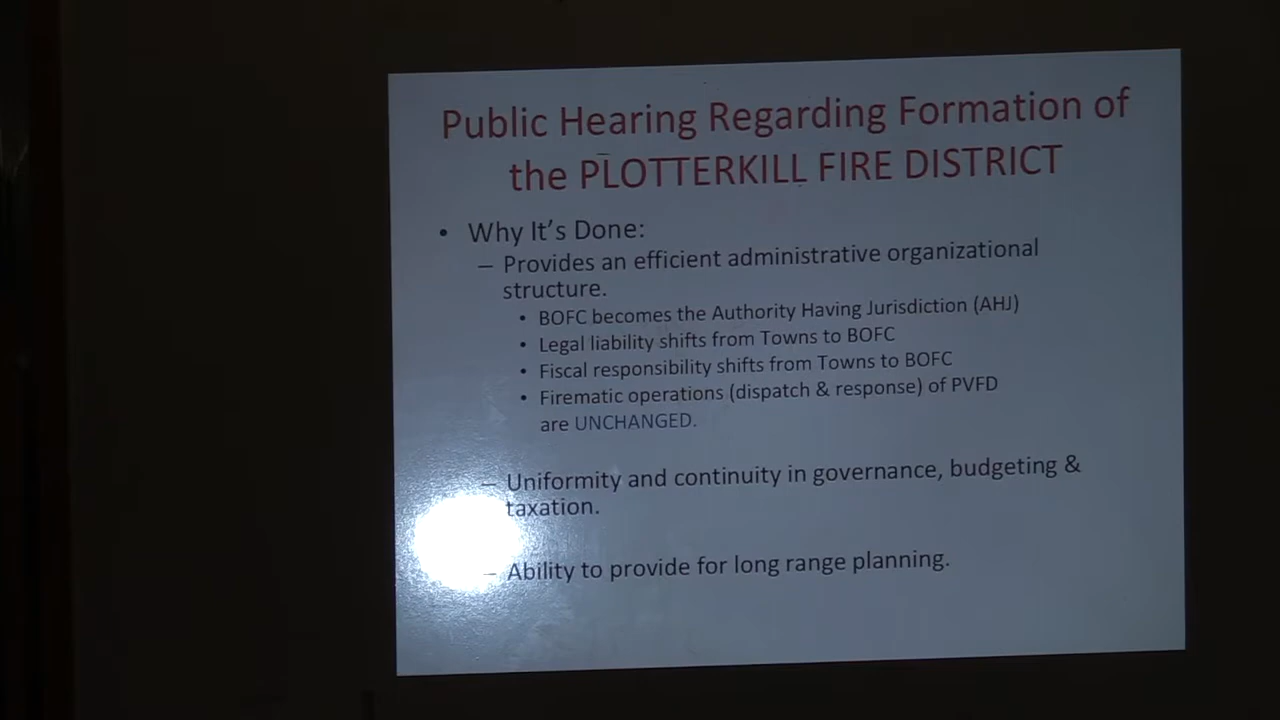 Public Hearing Regarding Formation of
the PLOTTERKILL FIRE DISTRICT
• Why It's Done:
– Provides an efficient administrative organizational
structure.
• BOFC becomes the Authority Having Jurisdiction (AHJ)
• Legal liability shifts from Towns to BOFC
• Fiscal responsibility shifts from Towns to BOFC
• Firematic operations (dispatch & response) of PVFD
are UNCHANGED.
– Uniformity and continuity in governance, budgeting &
taxation.
– Ability to provide for long range planning.